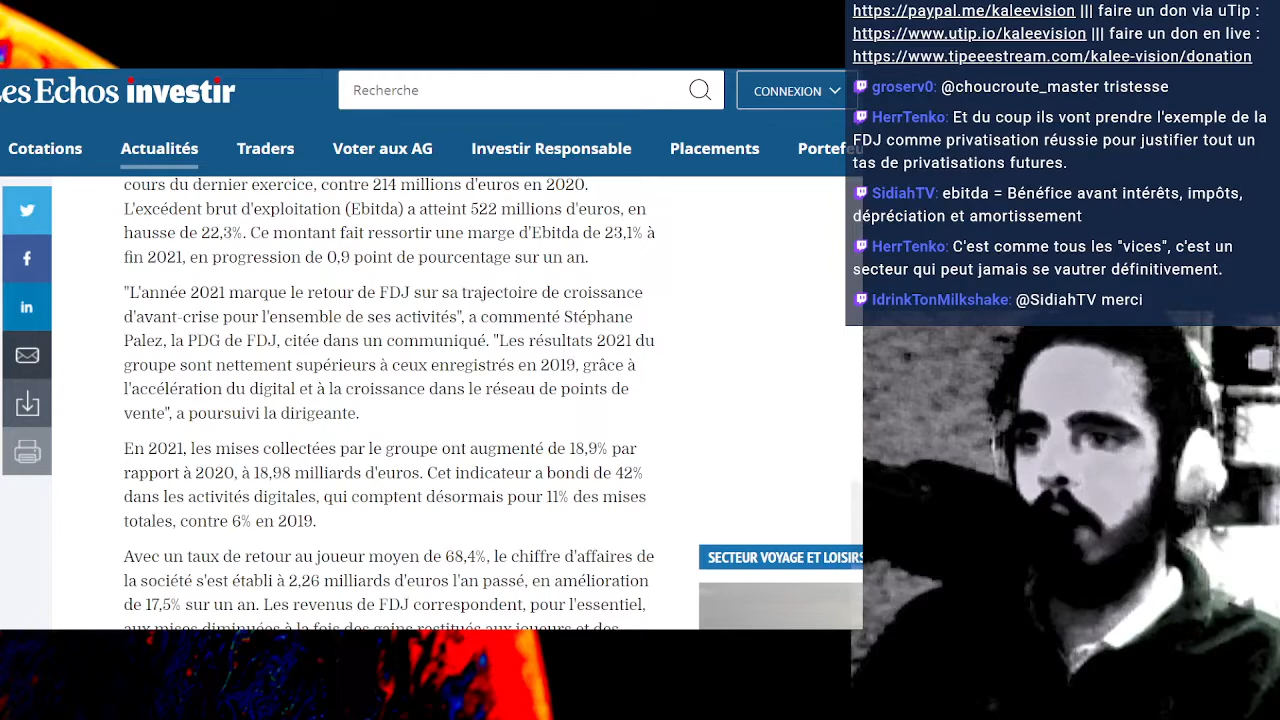 Les Echos investir
Recherche
CONNEXION
Cotations
Actualités
Traders
Voter aux AG
Investir Responsable
Placements
cours du dernier exercice, contre 214 millions d'euros en 2020.
L'excédent brut d'exploitation (Ebitda) a atteint 522 millions d'euros, en
hausse de 22,3%. Ce montant fait ressortir une marge d'Ebitda de 23,1% à
fin 2021, en progression de 0,9 point de pourcentage sur un an.
"L'année 2021 marque le retour de FDJ sur sa trajectoire de croissance
d'avant-crise pour l'ensemble de ses activités", a commenté Stéphane
Palez, la PDG de FDJ, citée dans un communiqué. "Les résultats 2021 du
groupe sont nettement supérieurs à ceux enregistrés en 2019, grâce à
l'accélération du digital et à la croissance dans le réseau de points de
vente", a poursuivi la dirigeante.
En 2021, les mises collectées par le groupe ont augmenté de 18,9% par
rapport à 2020, à 18,98 milliards d'euros. Cet indicateur a bondi de 42%
dans les activités digitales, qui comptent désormais pour 11% des mises
totales, contre 6% en 2019.
Avec un taux de retour au joueur moyen de 68,4%, le chiffre d'affaires de
la société s'est établi à 2,26 milliards d'euros l'an passé, en amélioration
de 17,5% sur un an. Les revenus de FDJ correspondent, pour l'essentiel,
aux mises diminuées à la fois des gains restitués aux joueurs et des
SECTEUR VOYAGE ET LOISIRS
https://paypal.me/kaleevision ||| faire un don via uTip :
https://www.utip.io/kaleevision ||| faire un don en live :
https://www.tipeeestream.com/kalee-vision/donation
groserv0: @choucroute_master tristesse
HerrTenko: Et du coup ils vont prendre l'exemple de la
FDJ comme privatisation réussie pour justifier tout un
tas de privatisations futures.
SidiahTV: ebitda = Bénéfice avant intérêts, impôts,
dépréciation et amortissement
HerrTenko: C'est comme tous les "vices", c'est un
secteur qui peut jamais se vautrer définitivement.
IdrinkTonMilkshake: @SidiahTV merci